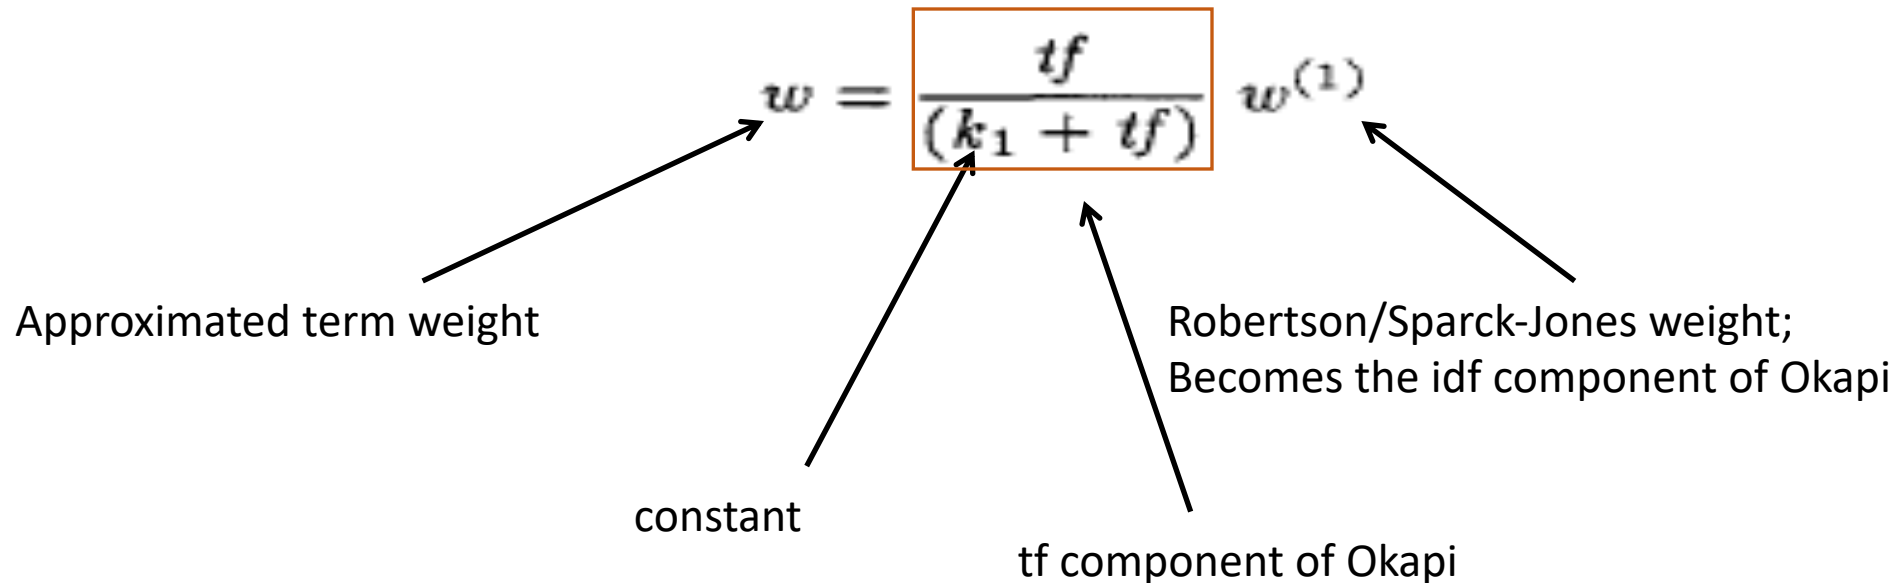 w = tf / (k₁ + tf) w⁽¹⁾
Approximated term weight
Robertson/Sparck-Jones weight;
Becomes the idf component of Okapi
constant
tf component of Okapi